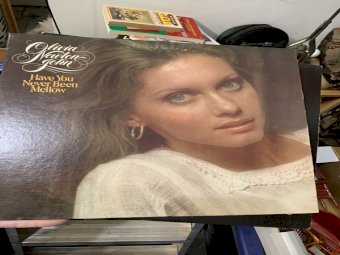 Olivia
Newton-
John
Have You
Never Been
Mellow